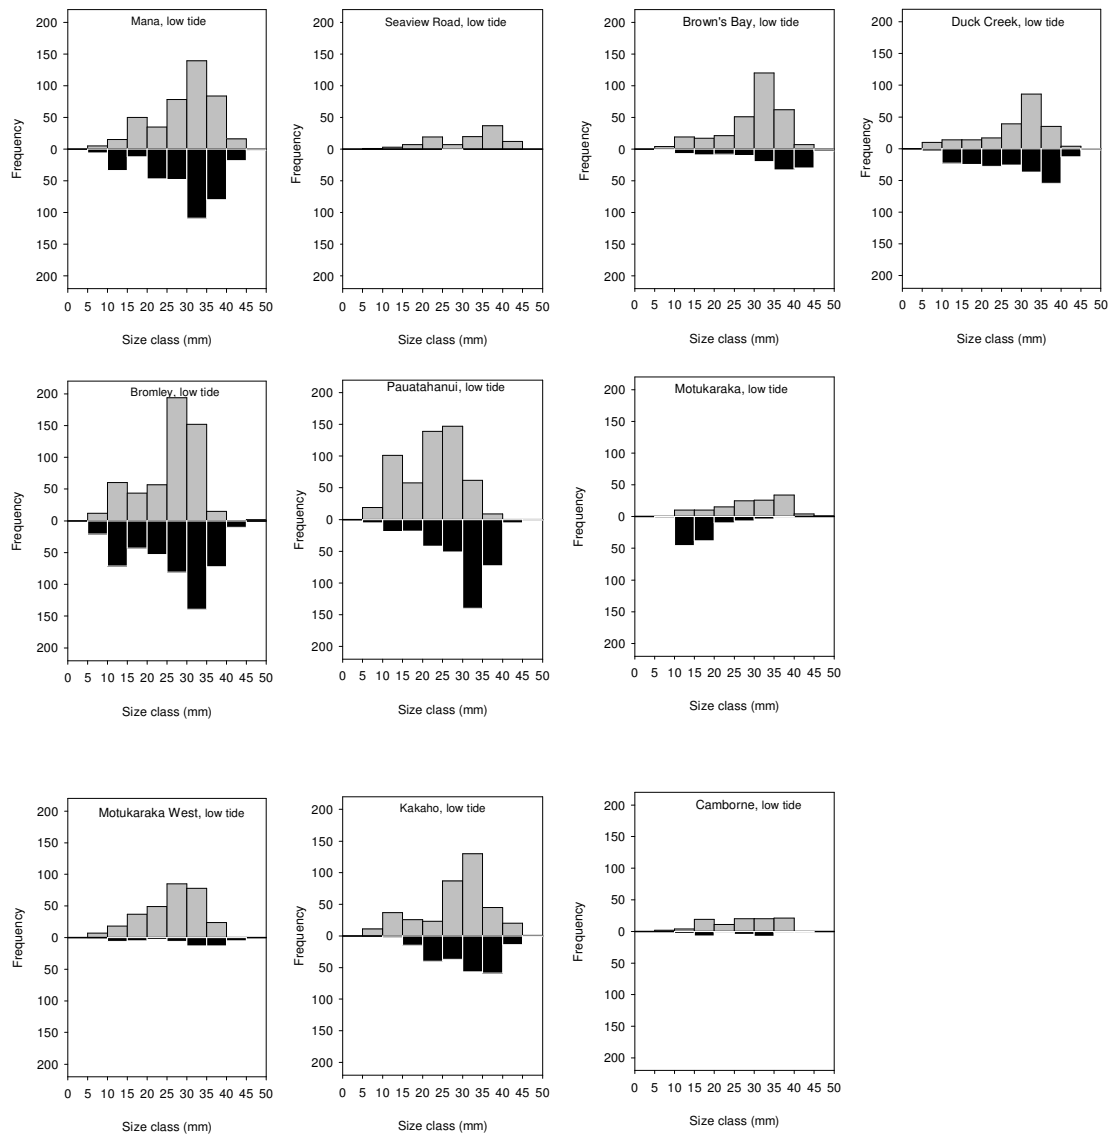 Mana, low tide
Frequency
200
150
100
50
0
50
100
150
200
0 5 10 15 20 25 30 35 40 45 50
Size class (mm)
Seaview Road, low tide
Frequency
200
150
100
50
0
50
100
150
200
0 5 10 15 20 25 30 35 40 45 50
Size class (mm)
Brown's Bay, low tide
Frequency
200
150
100
50
0
50
100
150
200
0 5 10 15 20 25 30 35 40 45 50
Size class (mm)
Duck Creek, low tide
Frequency
200
150
100
50
0
50
100
150
200
0 5 10 15 20 25 30 35 40 45 50
Size class (mm)
Bromley, low tide
Frequency
200
150
100
50
0
50
100
150
200
0 5 10 15 20 25 30 35 40 45 50
Size class (mm)
Pauatahanui, low tide
Frequency
200
150
100
50
0
50
100
150
200
0 5 10 15 20 25 30 35 40 45 50
Size class (mm)
Motukaraka, low tide
Frequency
200
150
100
50
0
50
100
150
200
0 5 10 15 20 25 30 35 40 45 50
Size class (mm)
Motukaraka West, low tide
Frequency
200
150
100
50
0
50
100
150
200
0 5 10 15 20 25 30 35 40 45 50
Size class (mm)
Kakaho, low tide
Frequency
200
150
100
50
0
50
100
150
200
0 5 10 15 20 25 30 35 40 45 50
Size class (mm)
Camborne, low tide
Frequency
200
150
100
50
0
50
100
150
200
0 5 10 15 20 25 30 35 40 45 50
Size class (mm)